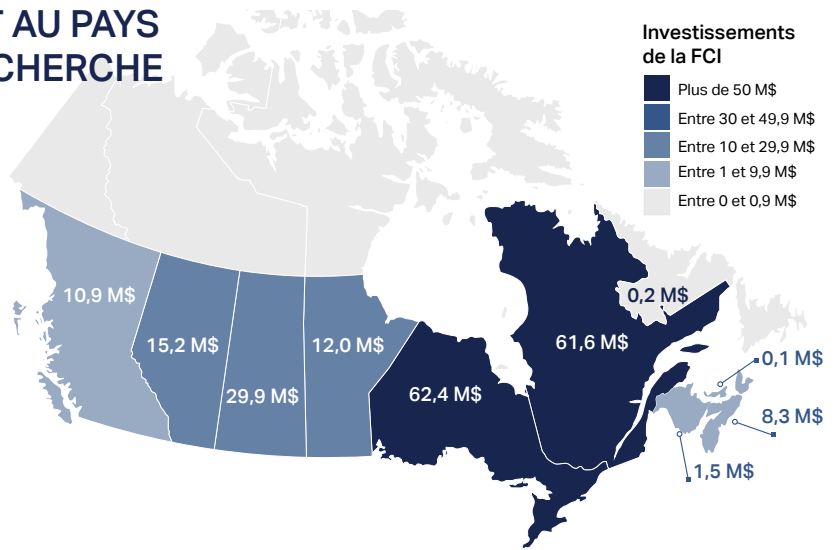 T AU PAYS
CHERCHE
Investissements
de la FCI
Plus de 50 M$
Entre 30 et 49,9 M$
Entre 10 et 29,9 M$
Entre 1 et 9,9 M$
Entre 0 et 0,9 M$
10,9 M$
15,2 M$
29,9 M$
12,0 M$
62,4 M$
61,6 M$
0,2 M$
0,1 M$
8,3 M$
1,5 M$